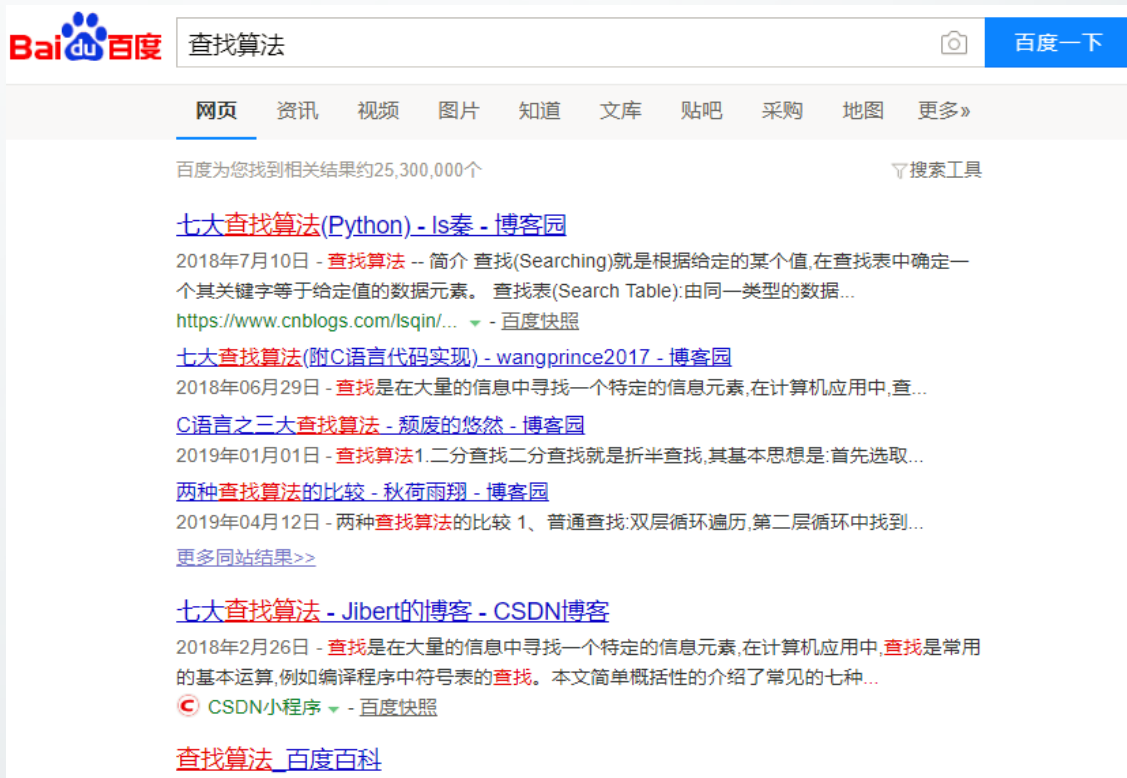 Baidu百度 查找算法 百度一下
网页 资讯 视频 图片 知道 文库 贴吧 采购 地图 更多»
百度为您找到相关结果约25,300,000个 搜索工具
七大查找算法(Python) - ls秦 - 博客园
2018年7月10日 - 查找算法 -- 简介 查找(Searching)就是根据给定的某个值,在查找表中确定一
个其关键字等于给定值的数据元素。 查找表(Search Table):由同一类型的数据...
https://www.cnblogs.com/lsqin/... - 百度快照
七大查找算法(附C语言代码实现) - wangprince2017 - 博客园
2018年06月29日 - 查找是在大量的信息中寻找一个特定的信息元素,在计算机应用中,查...
C语言之三大查找算法 - 颓废的悠然 - 博客园
2019年01月01日 - 查找算法1.二分查找二分查找就是折半查找,其基本思想是:首先选取...
两种查找算法的比较 - 秋荷雨翔 - 博客园
2019年04月12日 - 两种查找算法的比较 1、普通查找:双层循环遍历,第二层循环中找到...
更多同站结果>>
七大查找算法 - Jibert的博客 - CSDN博客
2018年2月26日 - 查找是在大量的信息中寻找一个特定的信息元素,在计算机应用中,查找是常用
的基本运算,例如编译程序中符号表的查找。本文简单概括性的介绍了常见的七种...
C CSDN小程序 - 百度快照
查找算法_百度百科